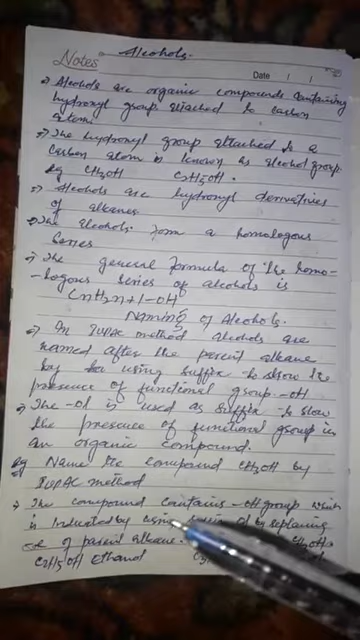 Alcohols.
Notes
Date / /
Alcohols are organic compounds containing
hydroxyl group attached to carbon
atom
The hydroxyl group attached to a
carbon atom is known as alcohol group.
Eg CH3OH C2H5OH.
Alcohols are hydroxyl derivatives
of alkanes
The alcohols form a homologous
series
The general formula of the homo-
-logous series of alcohols is
CnH2n+1-OH
Naming of Alcohols.
In IUPAC method alcohols are
named after the parent alkane
by using suffix to show the
presence of functional group -OH
The -ol is used as suffix to show
the presence of functional group in
an organic compound.
Eg Name the compound CH3OH by
IUPAC method
The compound contains -OH group which
is indicated by using ol by replacing
of parent alkane. CH3OH
C2H5OH Ethanol